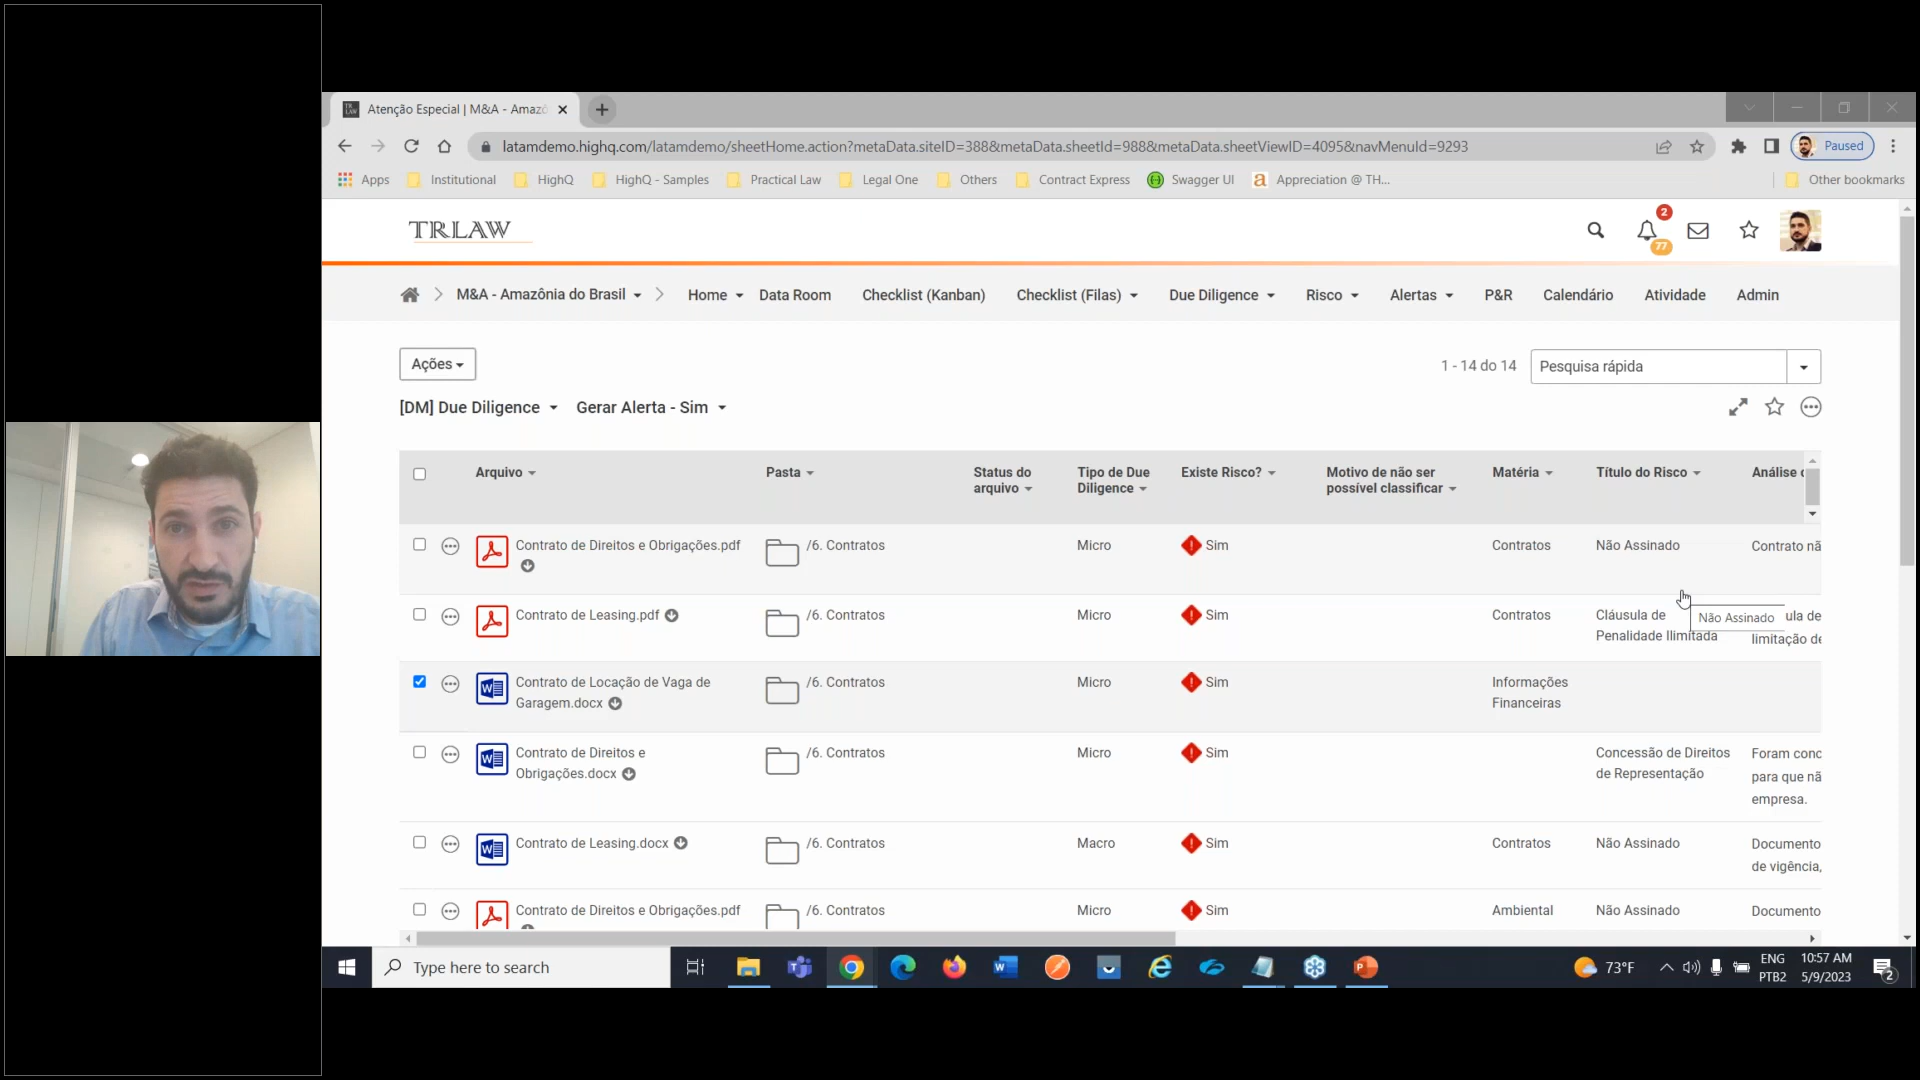 Atenção Especial | M&A - Amazô
latamdemo.highq.com/latamdemo/sheetHome.action?metaData.siteID=388&metaData.sheetId=988&metaData.sheetViewID=4095&navMenuId=9293
Paused
Apps Institutional HighQ HighQ - Samples Practical Law Legal One Others Contract Express Swagger UI Appreciation @ TH... Other bookmarks
TRLAW
2
77
M&A - Amazônia do Brasil Home Data Room Checklist (Kanban) Checklist (Filas) Due Diligence Risco Alertas P&R Calendário Atividade Admin
Ações
1 - 14 do 14
Pesquisa rápida
[DM] Due Diligence Gerar Alerta - Sim
Arquivo Pasta Status do arquivo Tipo de Due Diligence Existe Risco? Motivo de não ser possível classificar Matéria Título do Risco Análise
Contrato de Direitos e Obrigações.pdf /6. Contratos Micro Sim Contratos Não Assinado Contrato nã
Contrato de Leasing.pdf /6. Contratos Micro Sim Contratos Cláusula de Penalidade Ilimitada
ula de
limitação de
Não Assinado
Contrato de Locação de Vaga de Garagem.docx /6. Contratos Micro Sim Informações Financeiras
Contrato de Direitos e Obrigações.docx /6. Contratos Micro Sim Concessão de Direitos de Representação
Foram conc
para que nã
empresa.
Contrato de Leasing.docx /6. Contratos Macro Sim Contratos Não Assinado Documento
de vigência,
Contrato de Direitos e Obrigações.pdf /6. Contratos Micro Sim Ambiental Não Assinado Documento
Type here to search
73°F
ENG
PTB2
10:57 AM
5/9/2023
2